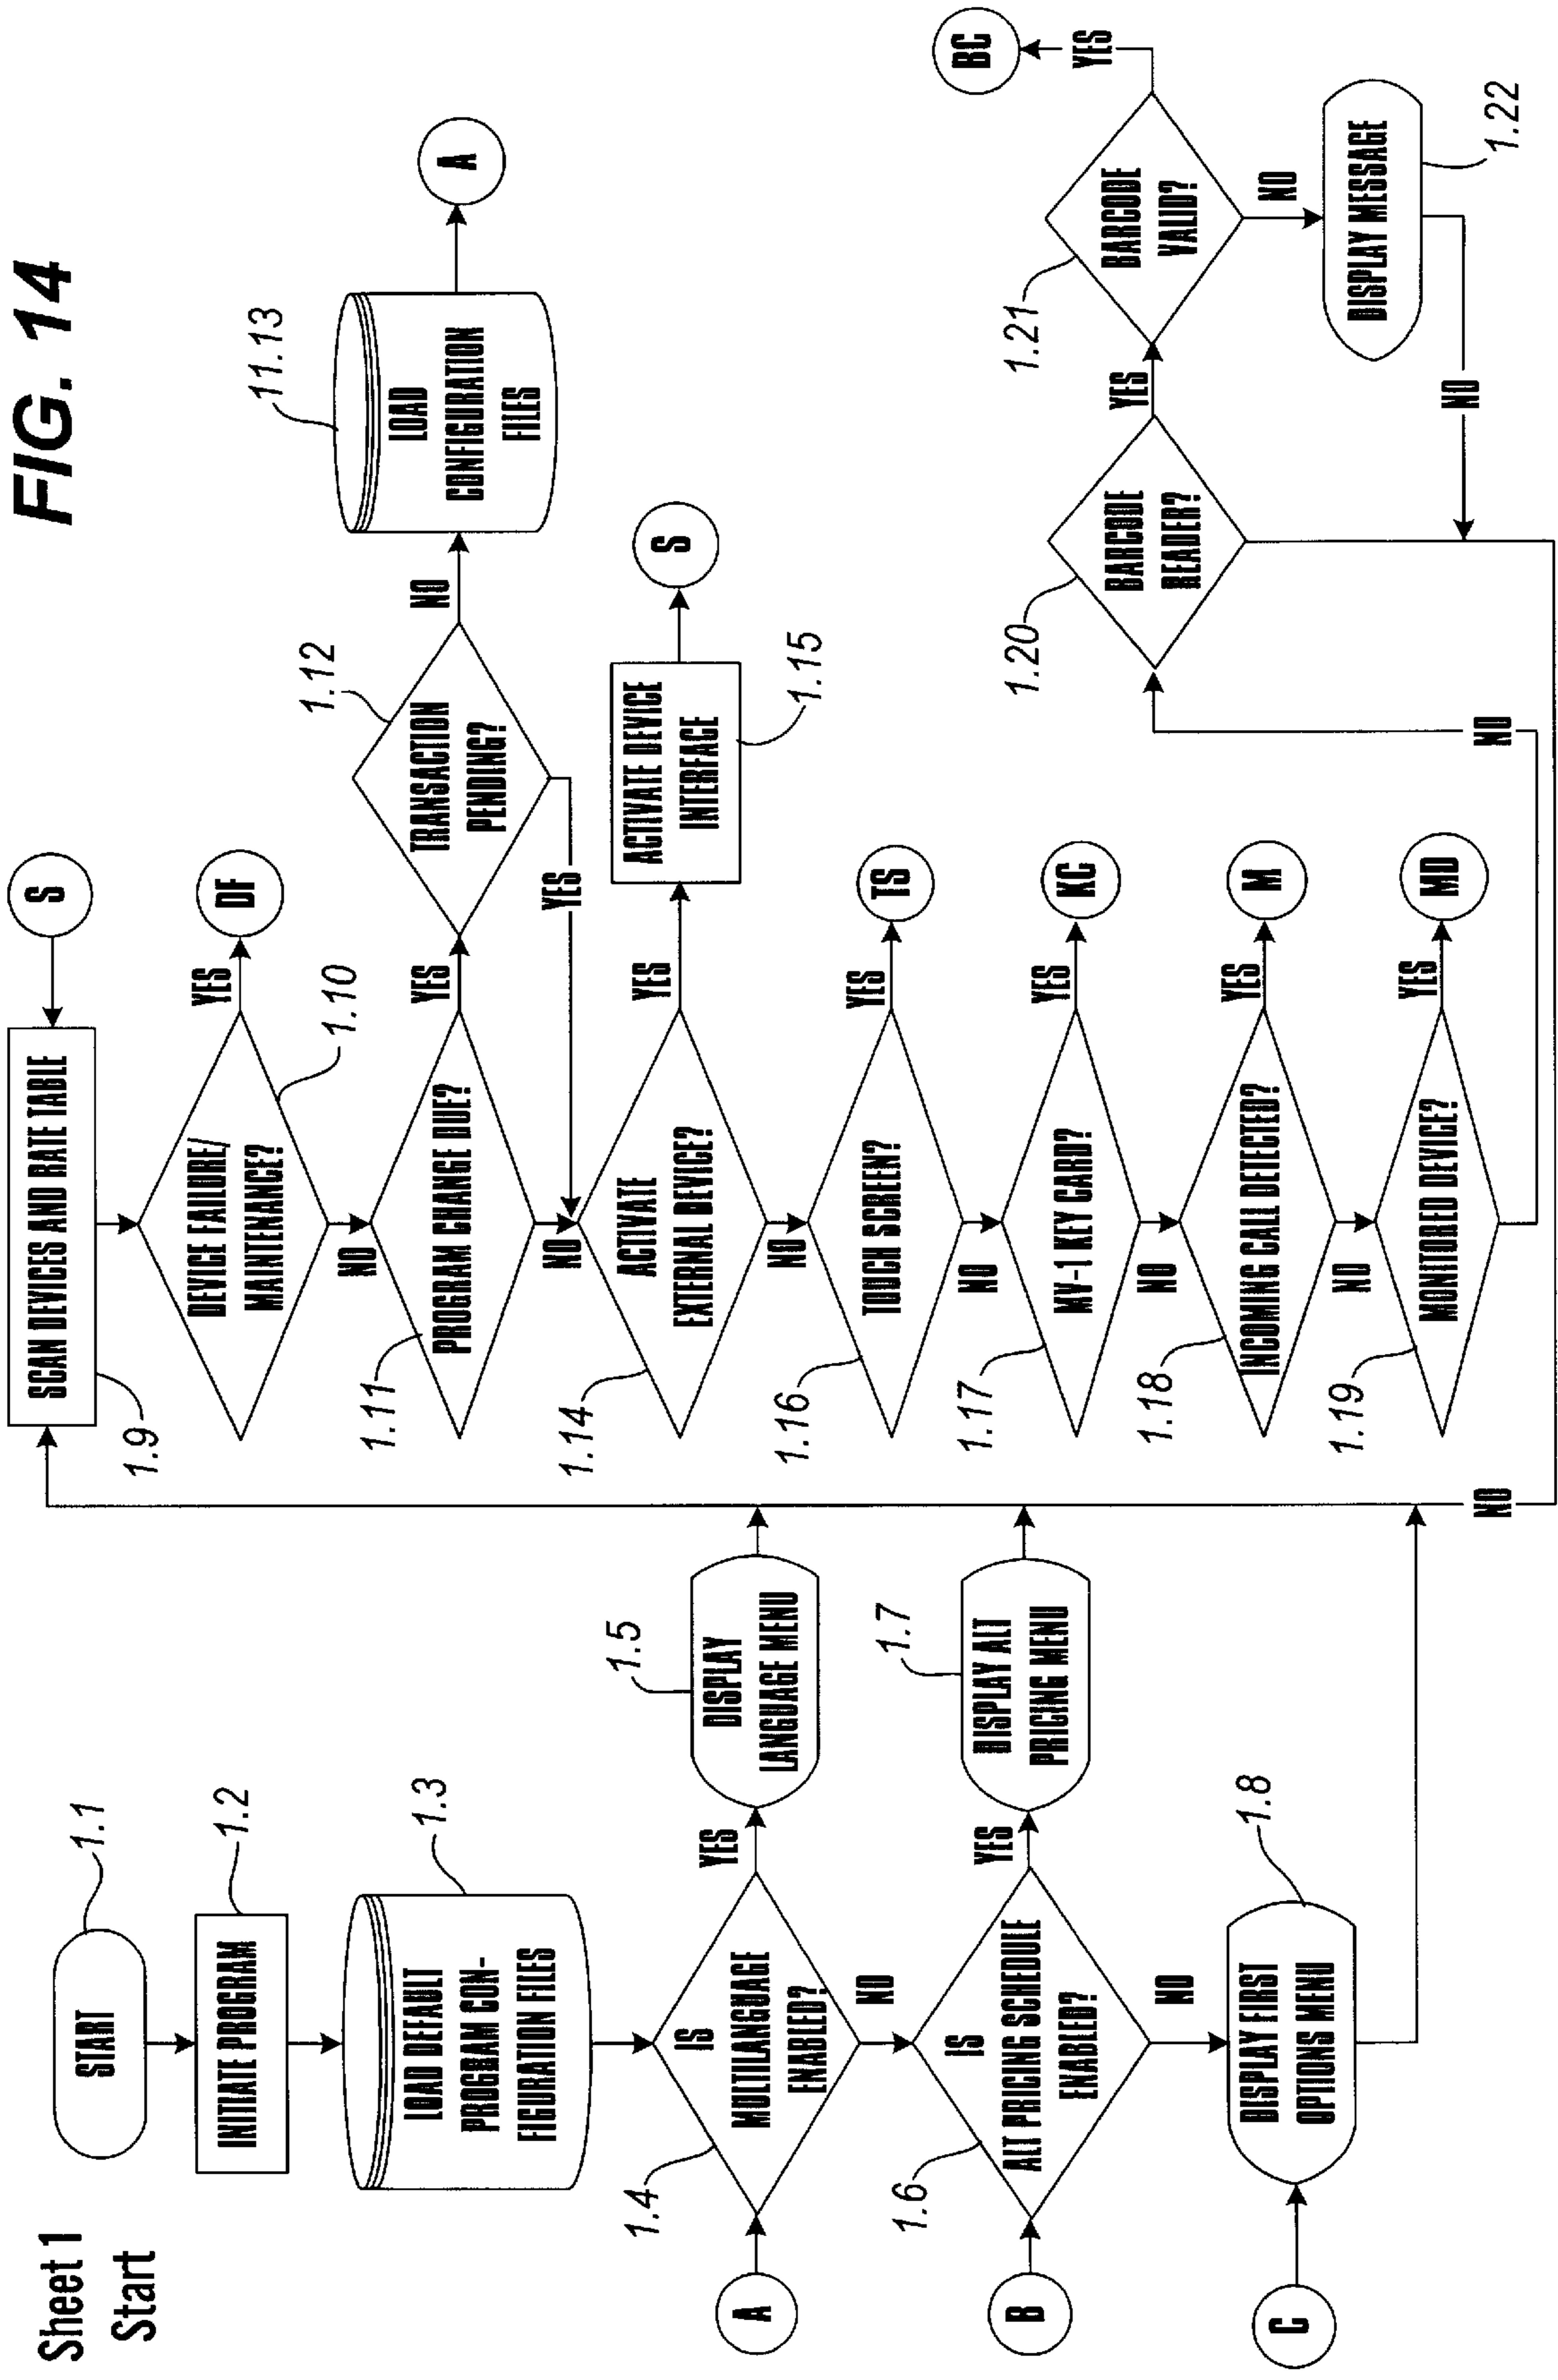 FIG. 14
Sheet 1
Start
START
1.1
INITIATE PROGRAM
1.2
LOAD DEFAULT
PROGRAM CON-
FIGURATION FILES
1.3
A
IS
MULTILANGUAGE
ENABLED?
1.4
YES
DISPLAY
LANGUAGE MENU
1.5
NO
B
IS
ALT PRICING SCHEDULE
ENABLED?
1.6
YES
DISPLAY ALT
PRICING MENU
1.7
NO
C
DISPLAY FIRST
OPTIONS MENU
1.8
S
SCAN DEVICES AND RATE TABLE
1.9
DEVICE FAILURE/
MAINTENANCE?
1.10
YES
DF
NO
PROGRAM CHANGE DUE?
1.11
YES
TRANSACTION
PENDING?
1.12
NO
LOAD
CONFIGURATION
FILES
11.13
A
YES
NO
ACTIVATE
EXTERNAL DEVICE?
1.14
YES
ACTIVATE DEVICE
INTERFACE
1.15
S
NO
TOUCH SCREEN?
1.16
YES
TS
NO
MV-1 KEY CARD?
1.17
YES
KC
NO
INCOMING CALL DETECTED?
1.18
YES
M
NO
MONITORED DEVICE?
1.19
YES
MD
NO
BARCODE
READER?
1.20
YES
BARCODE
VALID?
1.21
YES
BC
NO
DISPLAY MESSAGE
1.22
NO
NO